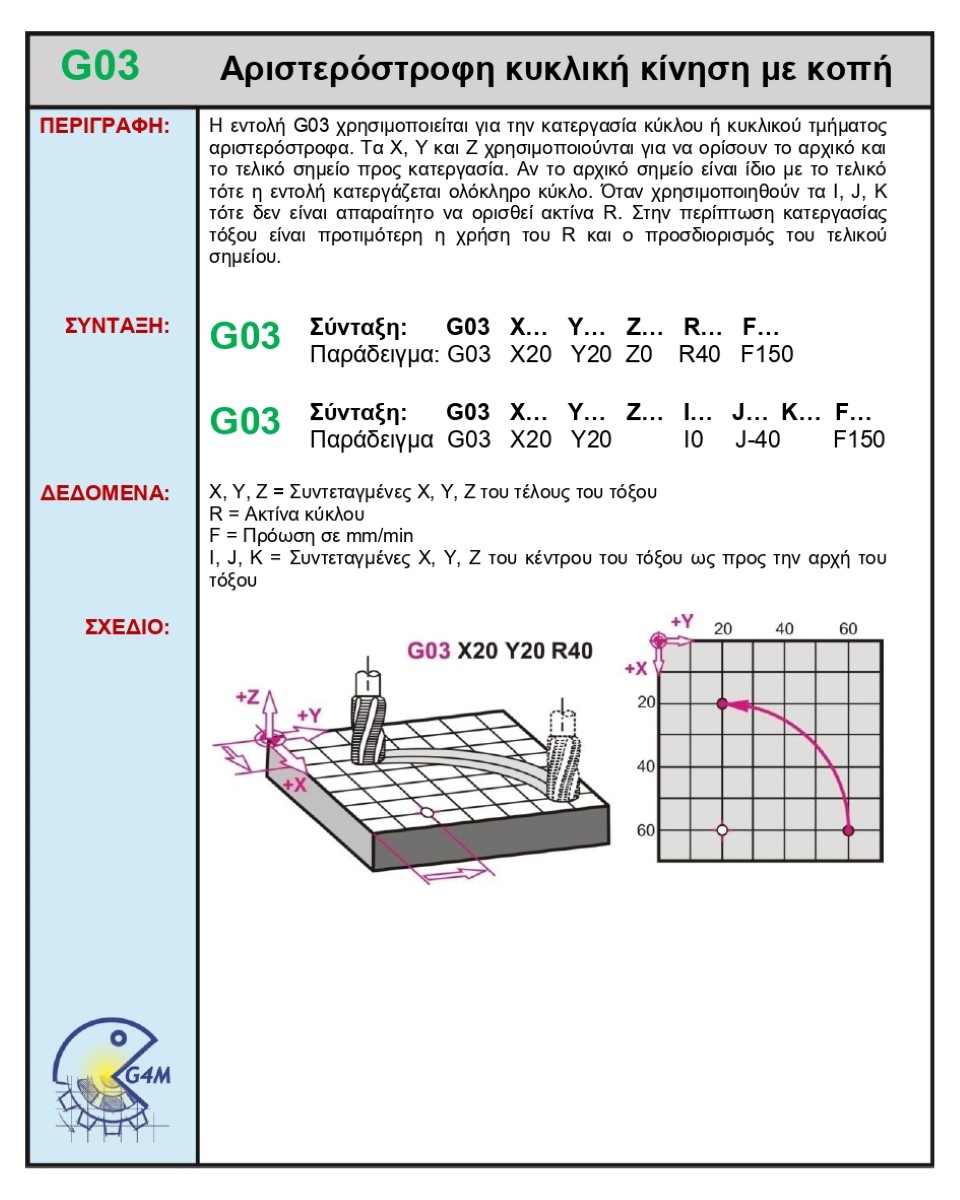 G03 Αριστερόστροφη κυκλική κίνηση με κοπή
ΠΕΡΙΓΡΑΦΗ:
Η εντολή G03 χρησιμοποιείται για την κατεργασία κύκλου ή κυκλικού τμήματος
αριστερόστροφα. Τα Χ, Υ και Ζ χρησιμοποιούνται για να ορίσουν το αρχικό και
το τελικό σημείο προς κατεργασία. Αν το αρχικό σημείο είναι ίδιο με το τελικό
τότε η εντολή κατεργάζεται ολόκληρο κύκλο. Όταν χρησιμοποιηθούν τα I, J, K
τότε δεν είναι απαραίτητο να ορισθεί ακτίνα R. Στην περίπτωση κατεργασίας
τόξου είναι προτιμότερη η χρήση του R και ο προσδιορισμός του τελικού
σημείου.
ΣΥΝΤΑΞΗ:
G03
Σύνταξη: G03 X… Y… Z… R… F…
Παράδειγμα: G03 X20 Y20 Z0 R40 F150
G03
Σύνταξη: G03 X… Y… Z… I… J… K… F…
Παράδειγμα G03 X20 Y20 I0 J-40 F150
ΔΕΔΟΜΕΝΑ:
X, Y, Z = Συντεταγμένες X, Y, Z του τέλους του τόξου
R = Ακτίνα κύκλου
F = Πρόωση σε mm/min
I, J, K = Συντεταγμένες X, Y, Z του κέντρου του τόξου ως προς την αρχή του
τόξου
ΣΧΕΔΙΟ:
G03 X20 Y20 R40
+Z
+Y
+X
+Y
20 40 60
+X
20
40
60
G4M